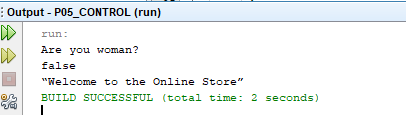 Output - P05_CONTROL (run)
run:
Are you woman?
false
“Welcome to the Online Store”
BUILD SUCCESSFUL (total time: 2 seconds)